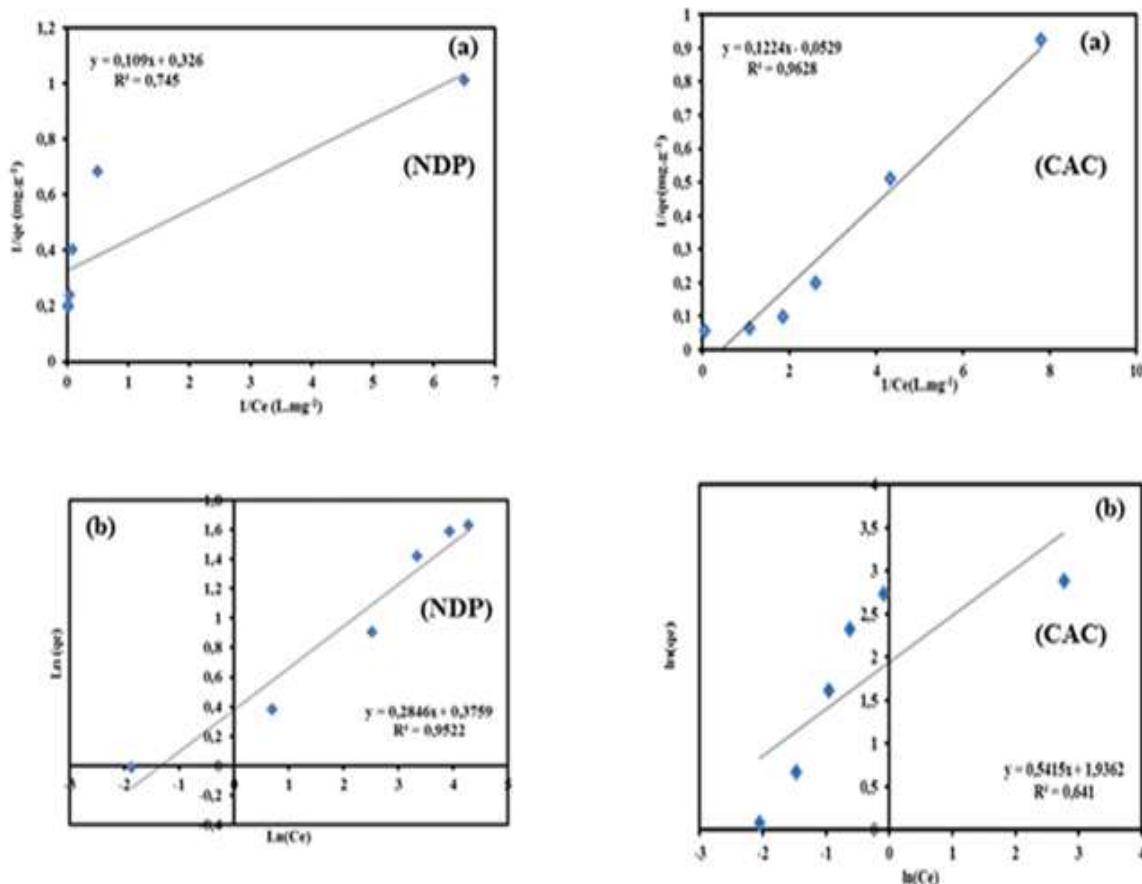 (a)
y = 0,109x + 0,326
R² = 0,745
(NDP)
1/qe (mg.g⁻¹)
1,2
1
0,8
0,6
0,4
0,2
0
0 1 2 3 4 5 6 7
1/Ce (L.mg⁻¹)
(a)
y = 0,1224x - 0,0529
R² = 0,9628
(CAC)
1/qe(mg.g⁻¹)
1
0,9
0,8
0,7
0,6
0,5
0,4
0,3
0,2
0,1
0
0 2 4 6 8 10
1/Ce(L.mg⁻¹)
(b)
(NDP)
y = 0,2846x + 0,3759
R² = 0,9522
Ln(qe)
1,8
1,6
1,4
1,2
1
0,8
0,6
0,4
0,2
0
-0,2
-0,4
-3 -2 -1 0 1 2 3 4 5
Ln(Ce)
(b)
(CAC)
y = 0,5415x + 1,9362
R² = 0,641
ln(qe)
4
3,5
3
2,5
2
1,5
1
0,5
0
-3 -2 -1 0 1 2 3 4
ln(Ce)